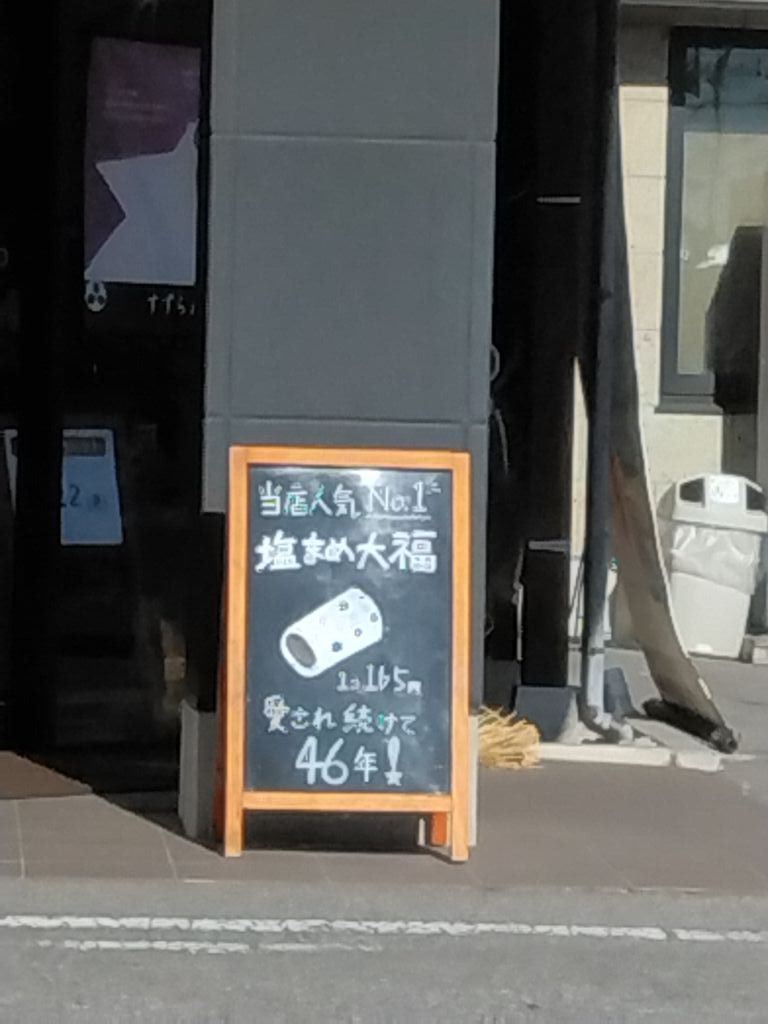 当店人気No.1
塩まめ大福
1コ165円
愛され続けて
46年!